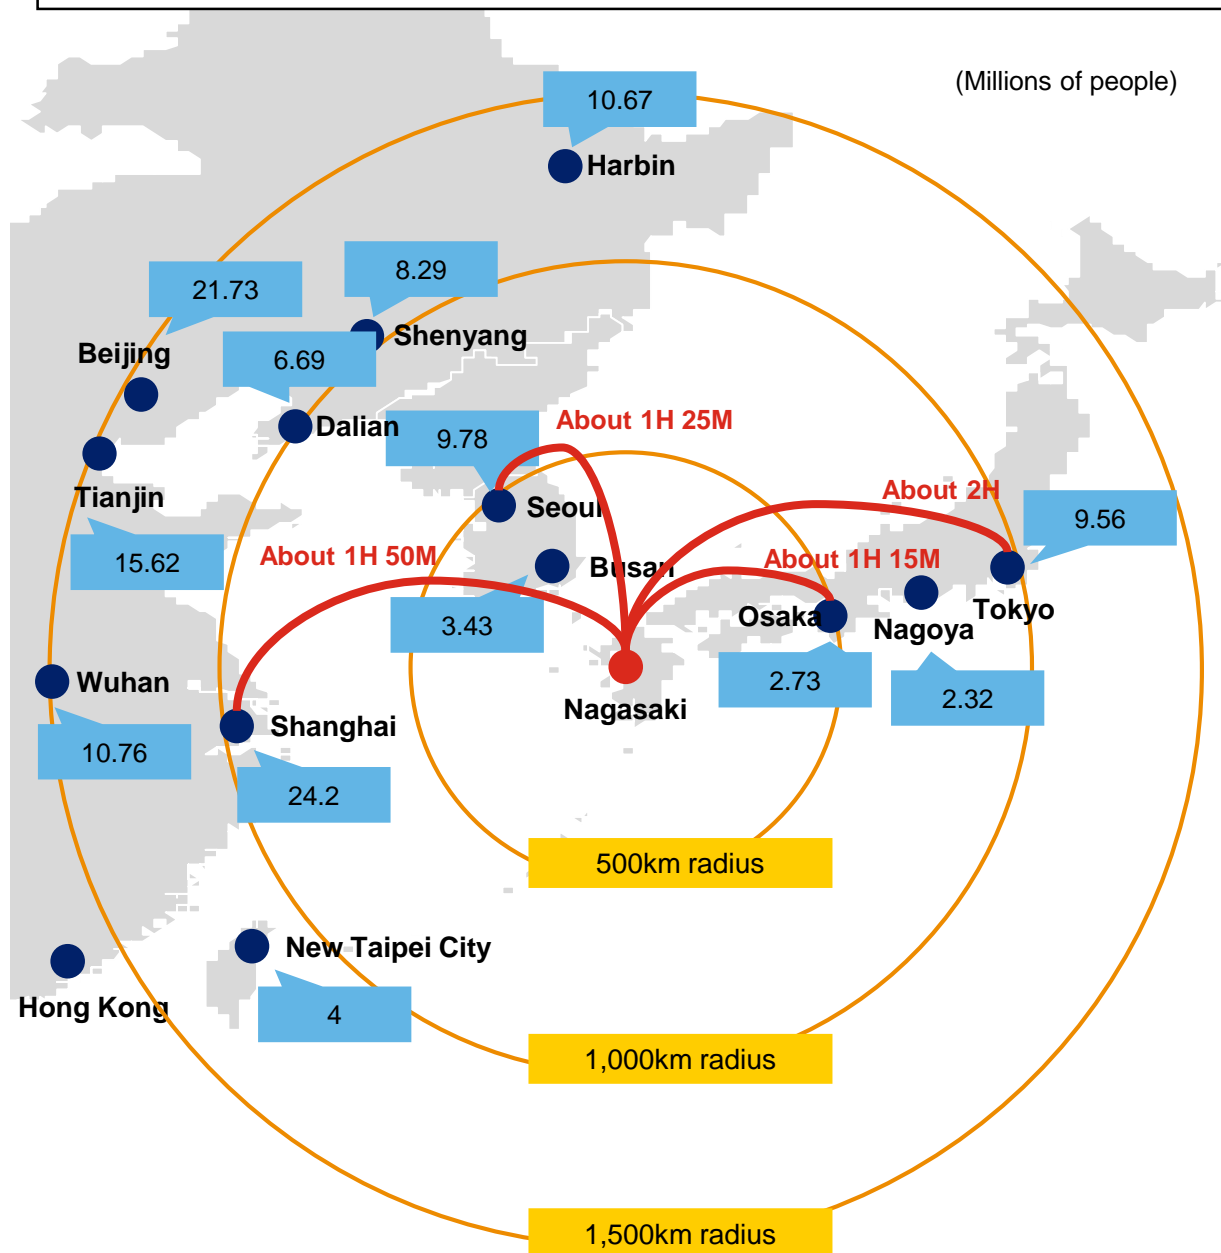 (Millions of people)
10.67
Harbin
8.29
21.73
Shenyang
Beijing
6.69
Dalian
About 1H 25M
9.78
Tianjin
Seoul
About 2H
9.56
15.62
About 1H 50M
Busan
About 1H 15M
3.43
Osaka
Nagoya
Tokyo
Wuhan
2.73
2.32
Nagasaki
Shanghai
10.76
24.2
500km radius
New Taipei City
Hong Kong
4
1,000km radius
1,500km radius